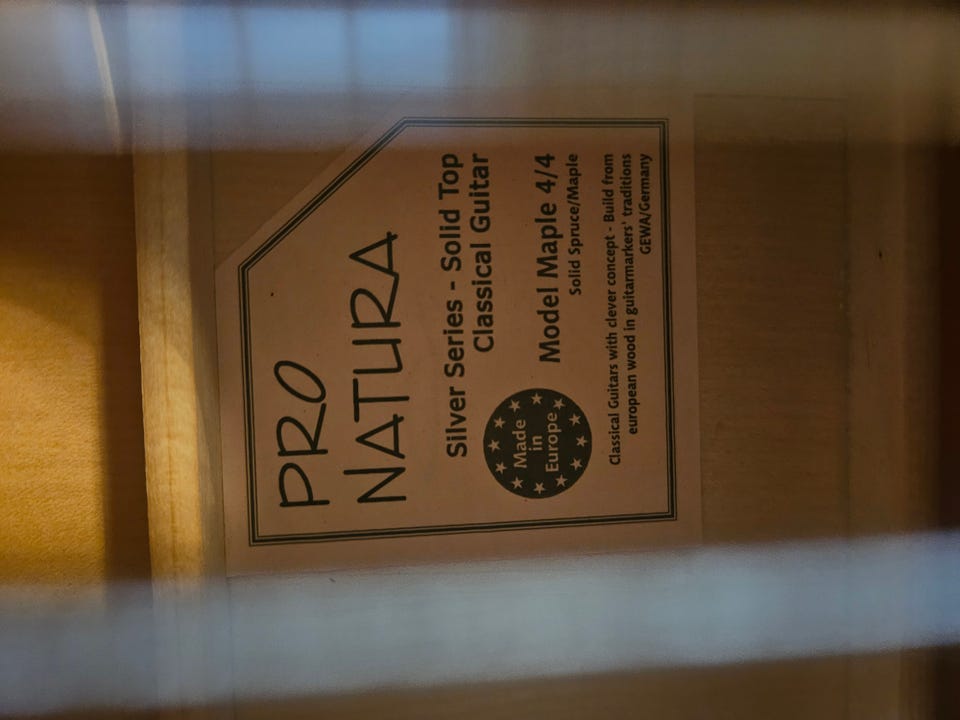 PRO
NATURA
Silver Series - Solid Top
Classical Guitar
Made
in
Europe
Model Maple 4/4
Solid Spruce/Maple
Classical Guitars with clever concept - Build from
european wood in guitarmarkers' traditions
GEWA/Germany